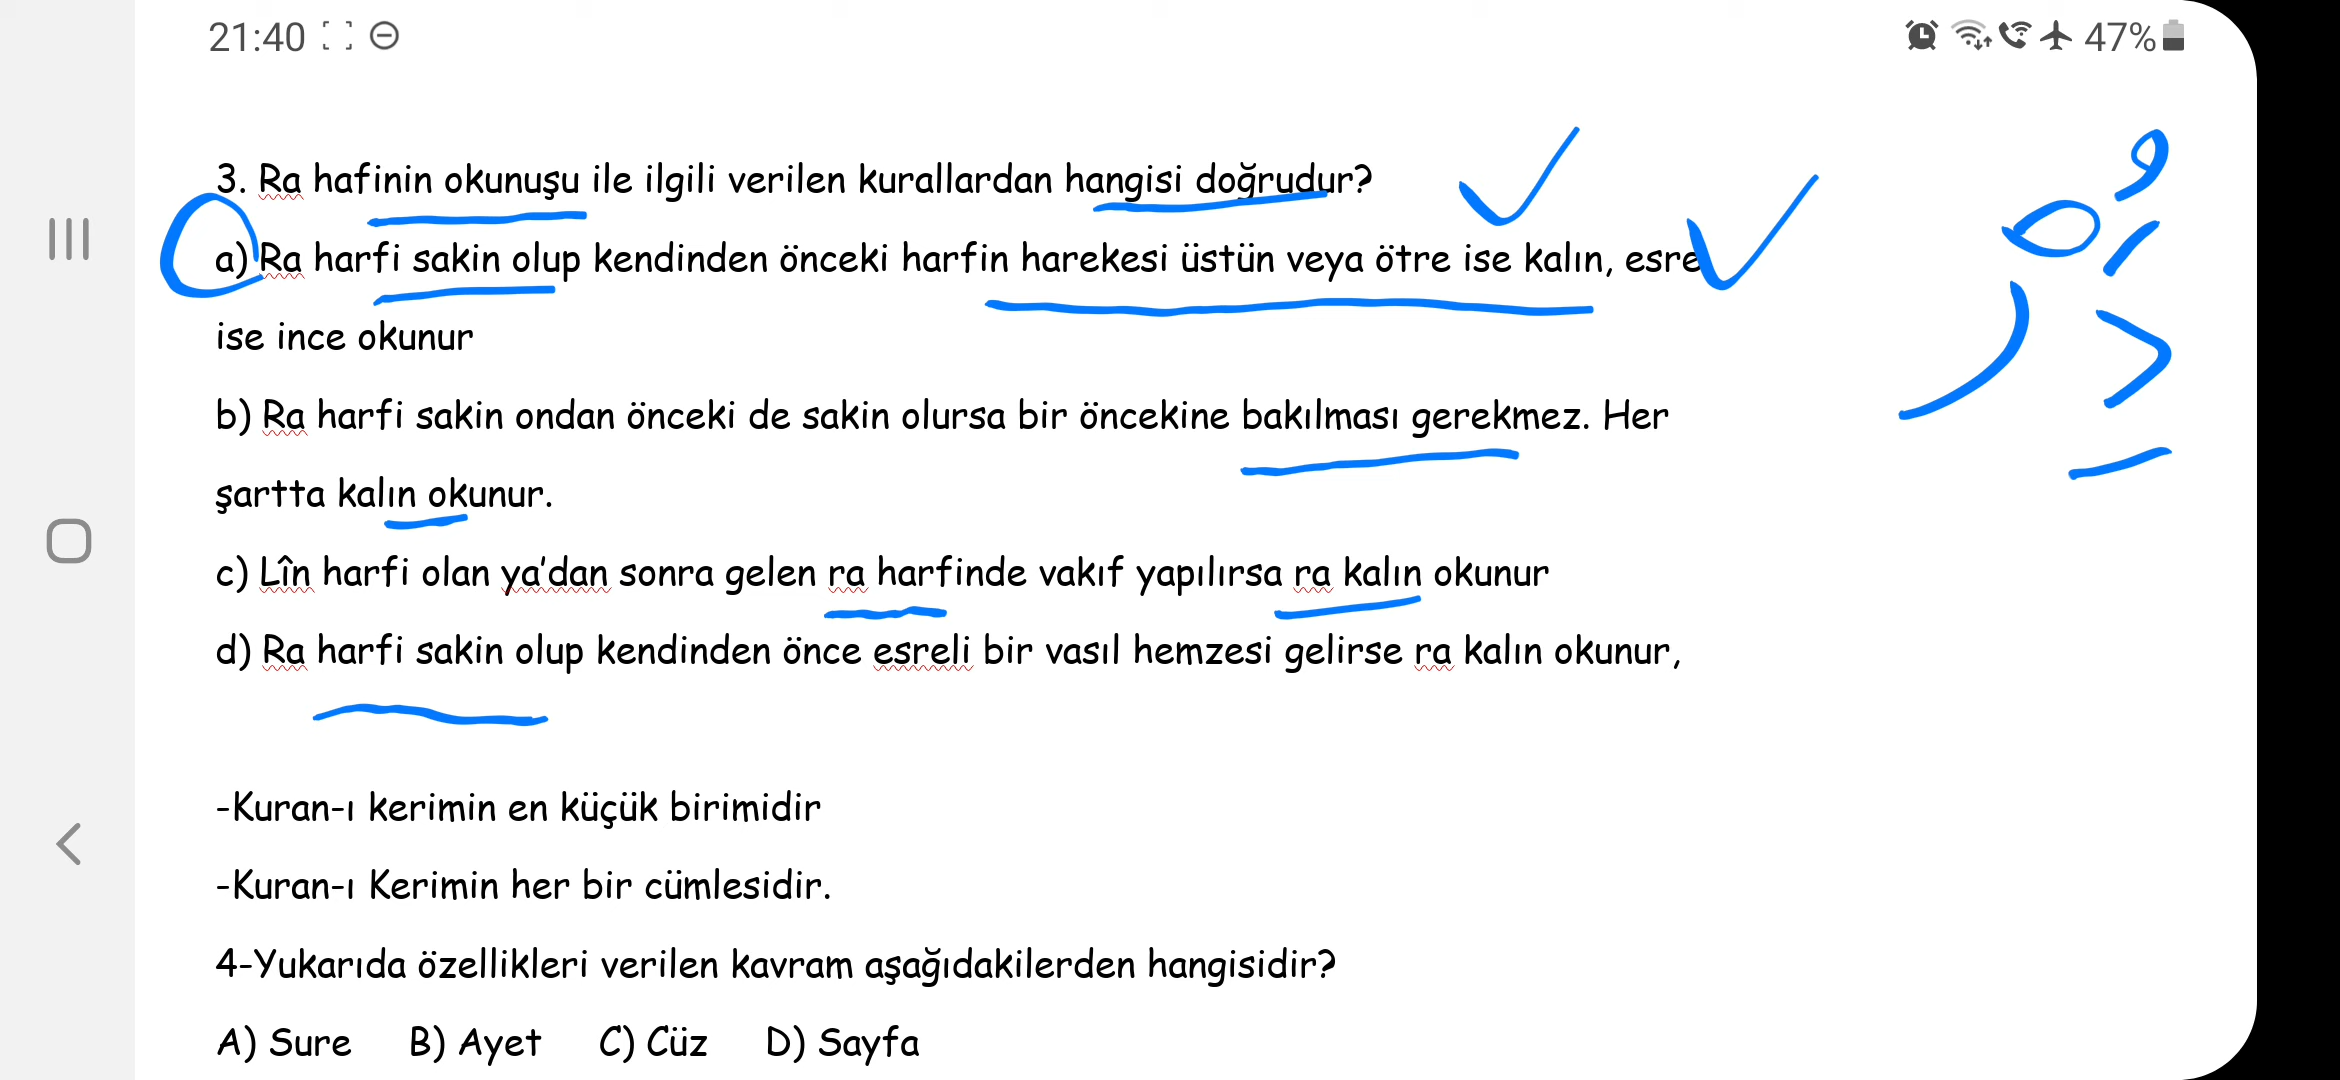 21:40
47%
3. Ra hafinin okunuşu ile ilgili verilen kurallardan hangisi doğrudur?
a) Ra harfi sakin olup kendinden önceki harfin harekesi üstün veya ötre ise kalın, esre
ise ince okunur
b) Ra harfi sakin ondan önceki de sakin olursa bir öncekine bakılması gerekmez. Her
şartta kalın okunur.
c) Lîn harfi olan ya'dan sonra gelen ra harfinde vakıf yapılırsa ra kalın okunur
d) Ra harfi sakin olup kendinden önce esreli bir vasıl hemzesi gelirse ra kalın okunur,
-Kuran-ı kerimin en küçük birimidir
-Kuran-ı Kerimin her bir cümlesidir.
4-Yukarıda özellikleri verilen kavram aşağıdakilerden hangisidir?
A) Sure B) Ayet C) Cüz D) Sayfa